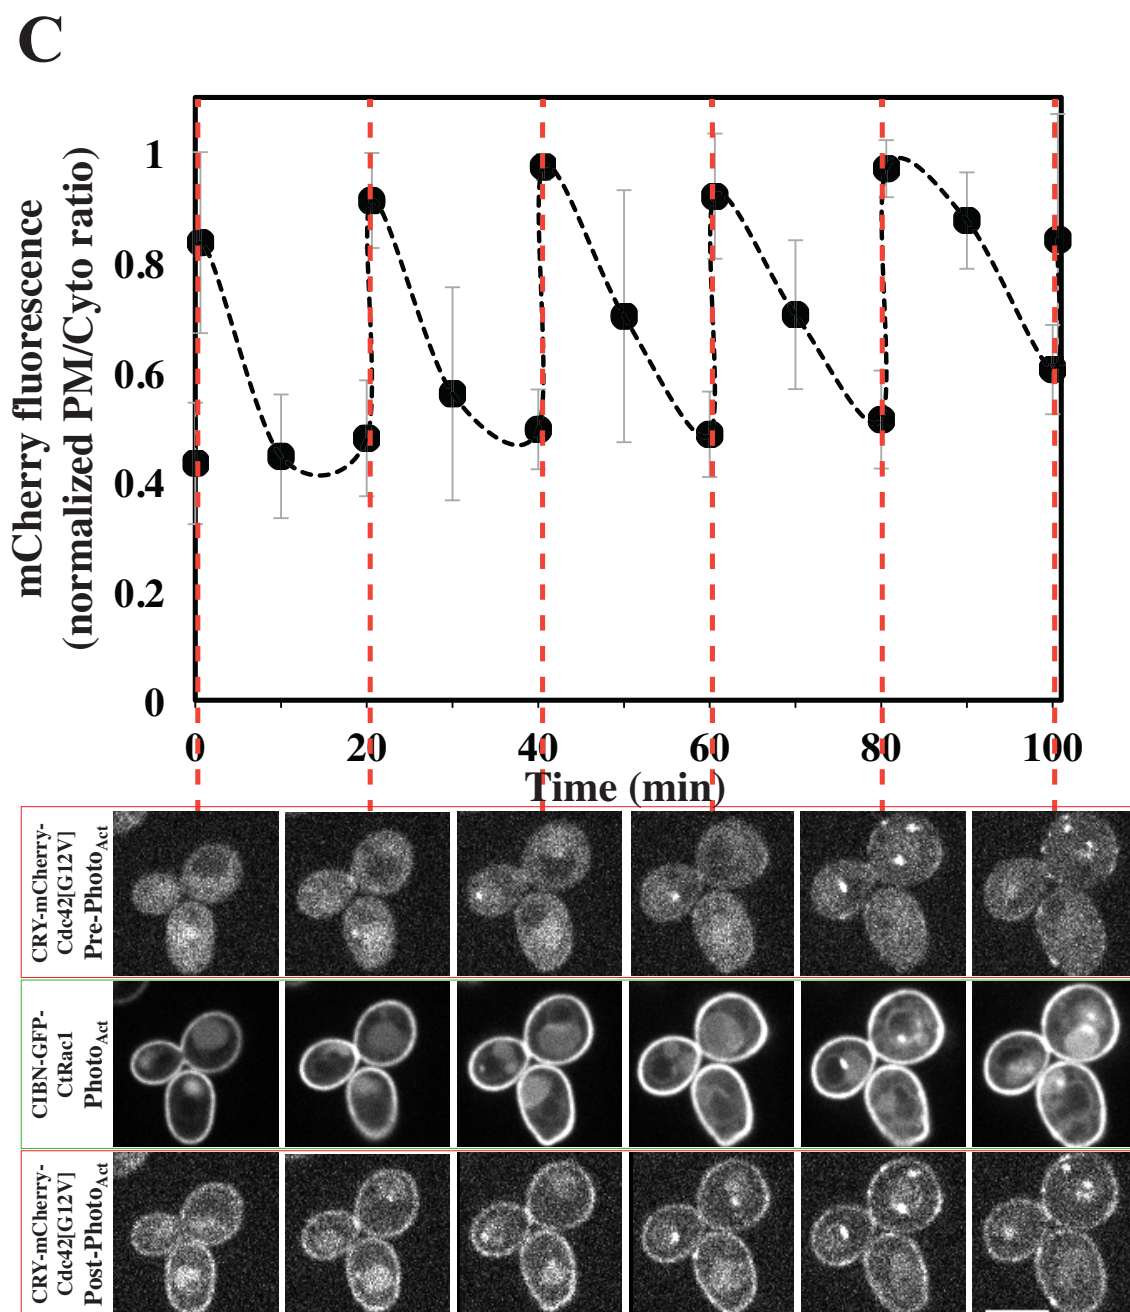 C
mCherry fluorescence
(normalized PM/Cyto ratio)
1
0.8
0.6
0.4
0.2
0
0 20 40 60 80 100
Time (min)
CRY-mCherry-
Cdc42[G12V]
Pre-PhotoAct
CIBN-GFP-
CtRac1
PhotoAct
CRY-mCherry-
Cdc42[G12V]
Post-PhotoAct